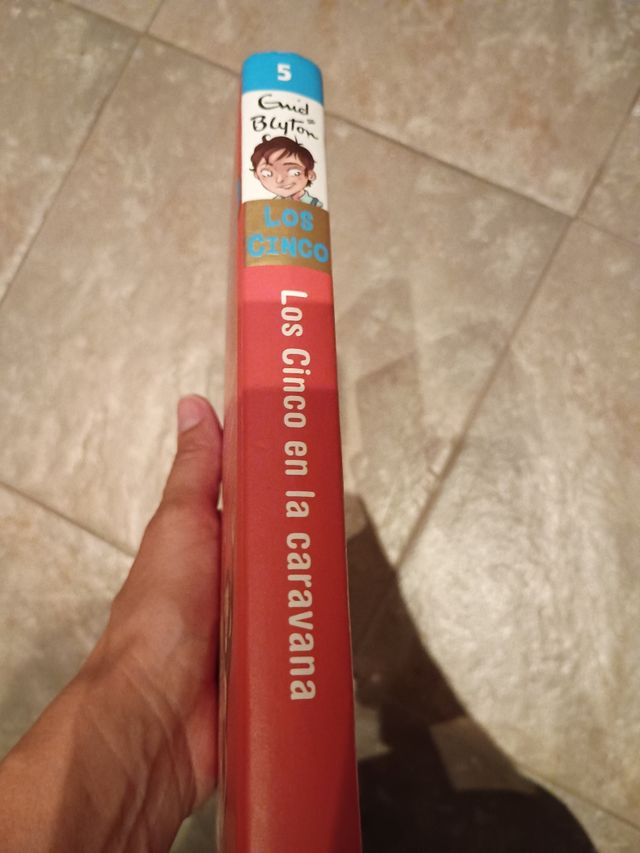 5
Enid
Blyton
LOS
CINCO
Los Cinco en la caravana